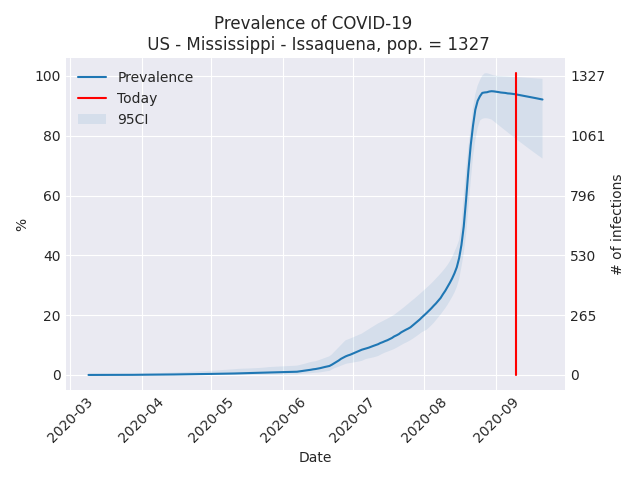 Prevalence of COVID-19
US - Mississippi - Issaquena, pop. = 1327
Prevalence
Today
95CI
100
80
60
40
20
0
%
1327
1061
796
530
265
0
# of infections
2020-03
2020-04
2020-05
2020-06
2020-07
2020-08
2020-09
Date